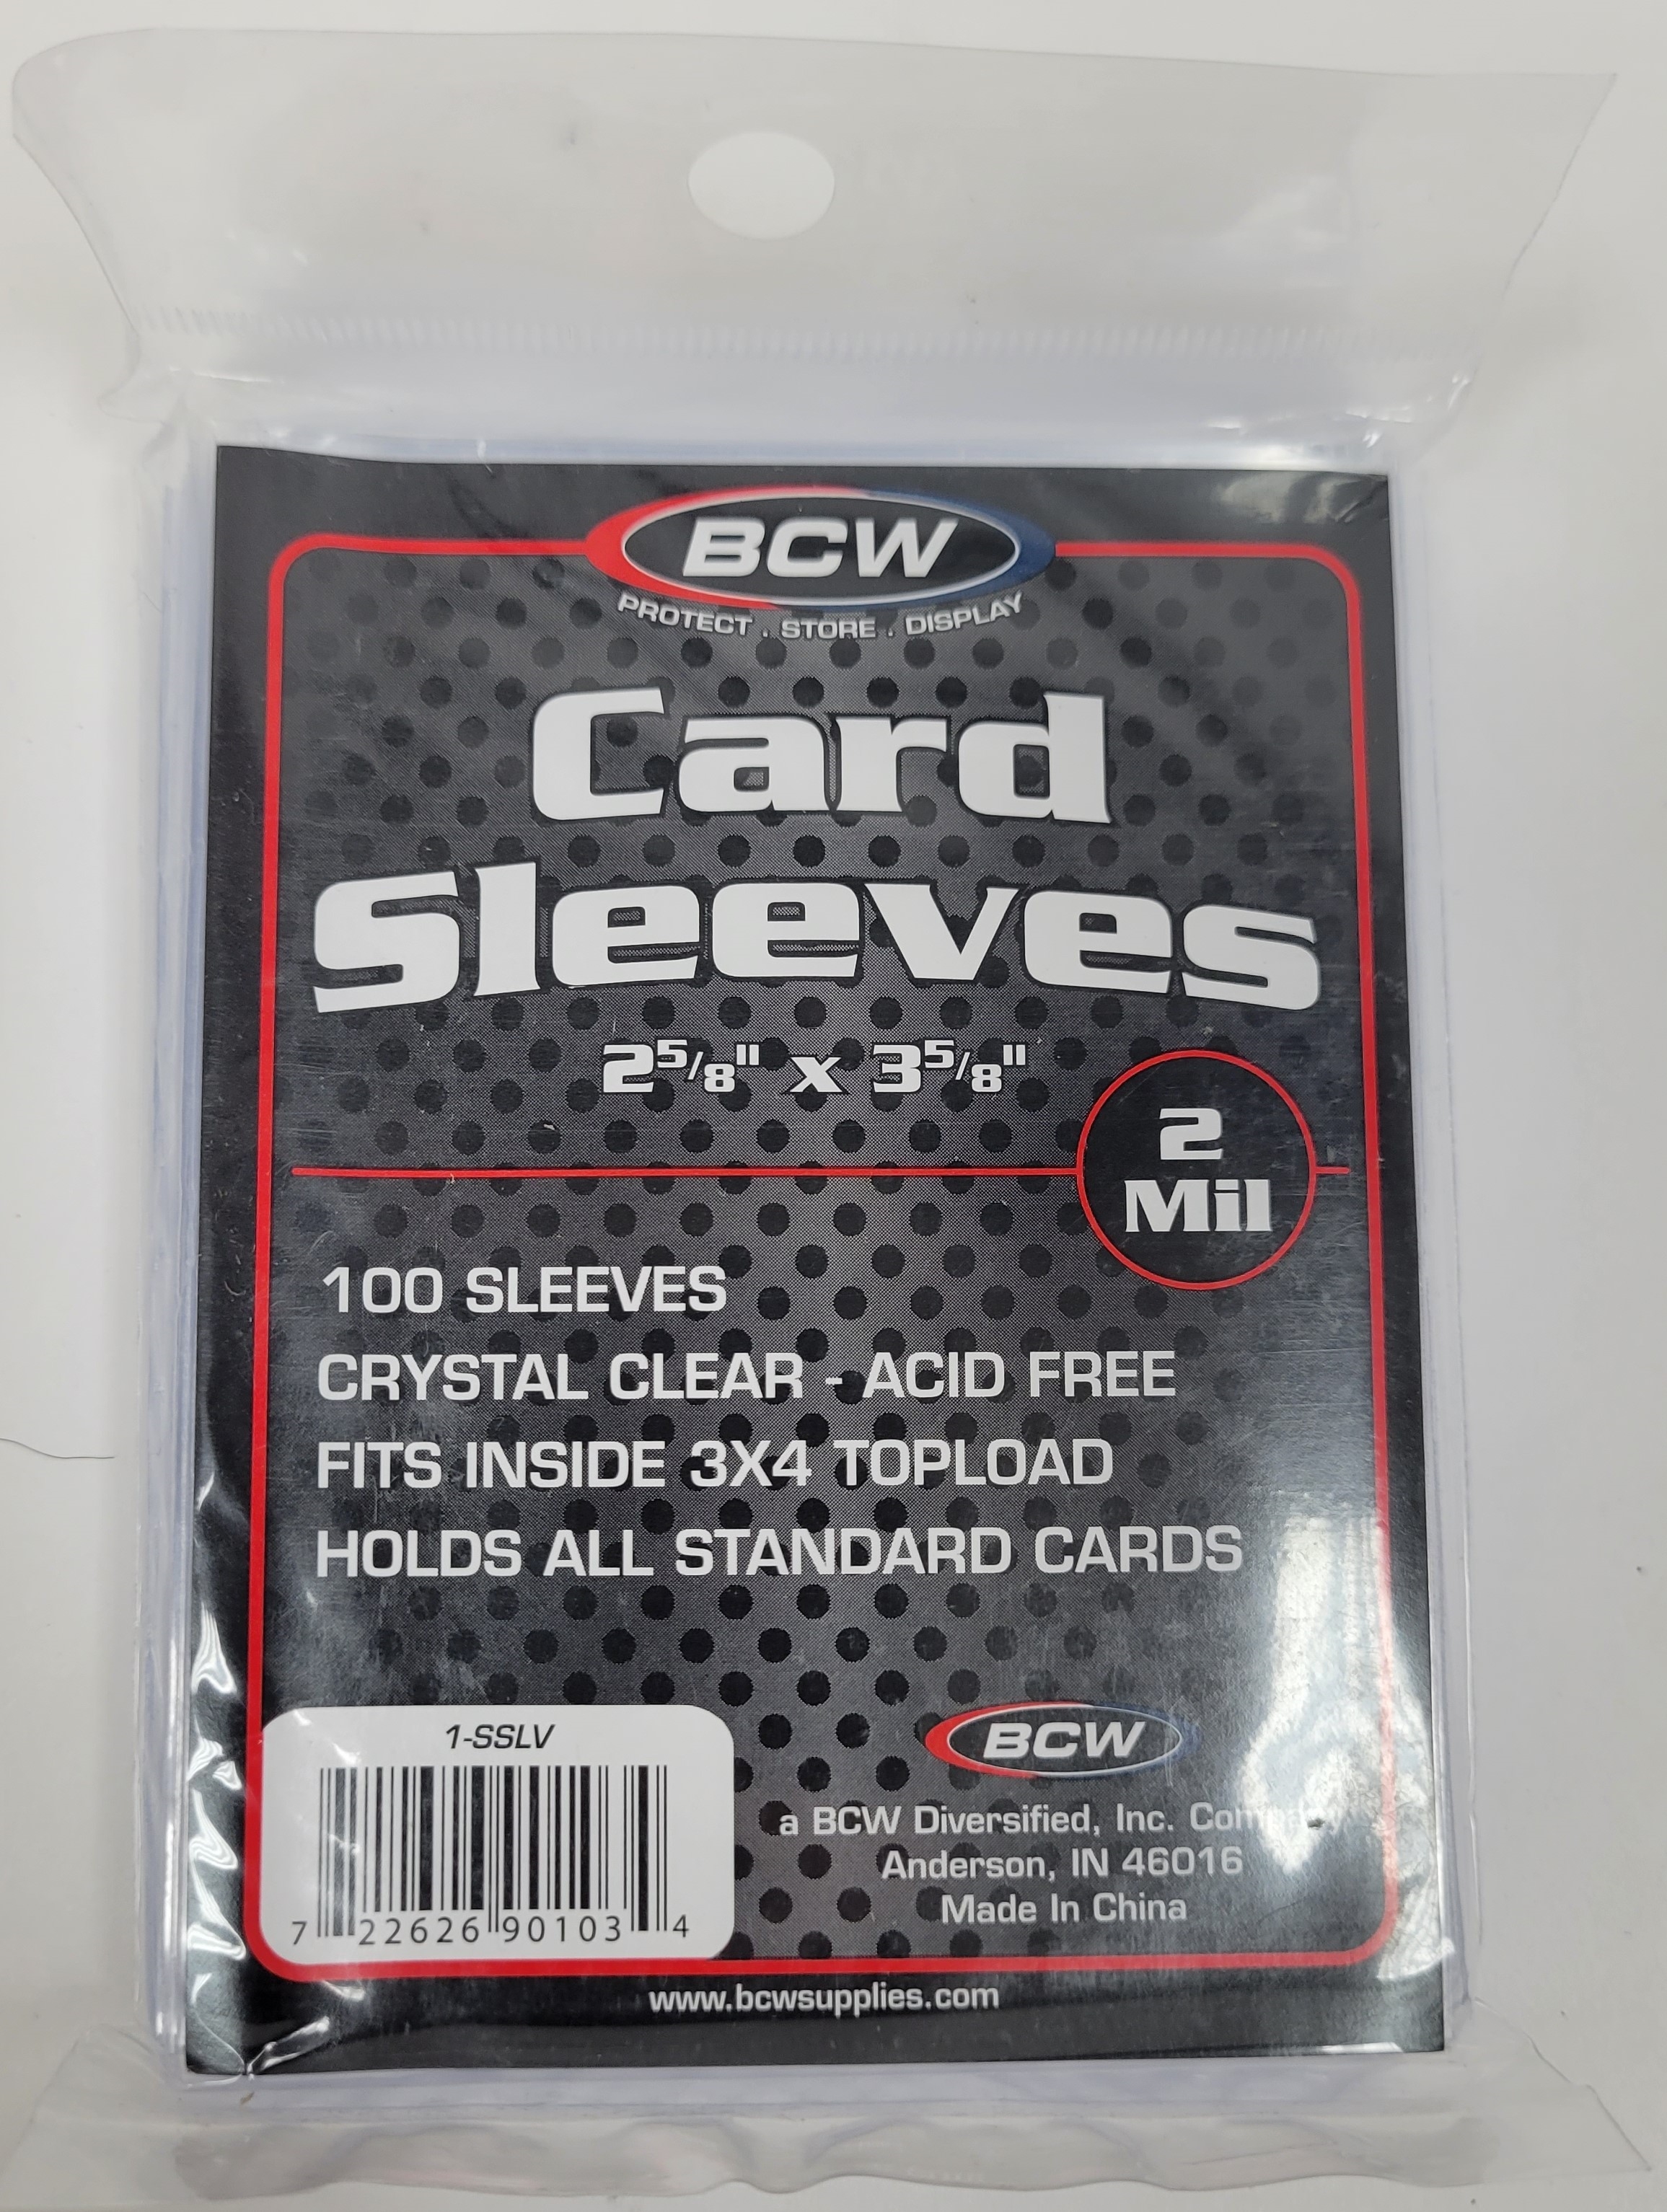 BCW
PROTECT . STORE . DISPLAY
Card
Sleeves
2 5/8" x 3 5/8"
2
Mil
100 SLEEVES
CRYSTAL CLEAR - ACID FREE
FITS INSIDE 3X4 TOPLOAD
HOLDS ALL STANDARD CARDS
1-SSLV
7 22626 90103 4
BCW
a BCW Diversified, Inc. Company
Anderson, IN 46016
Made In China
www.bcwsupplies.com